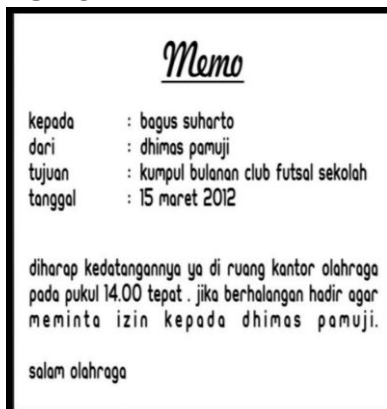 Memo
kepada : bagus suharto
dari : dhimas pamuji
tujuan : kumpul bulanan club futsal sekolah
tanggal : 15 maret 2012
diharap kedatangannya ya di ruang kantor olahraga
pada pukul 14.00 tepat . jika berhalangan hadir agar
meminta izin kepada dhimas pamuji.
salam olahraga